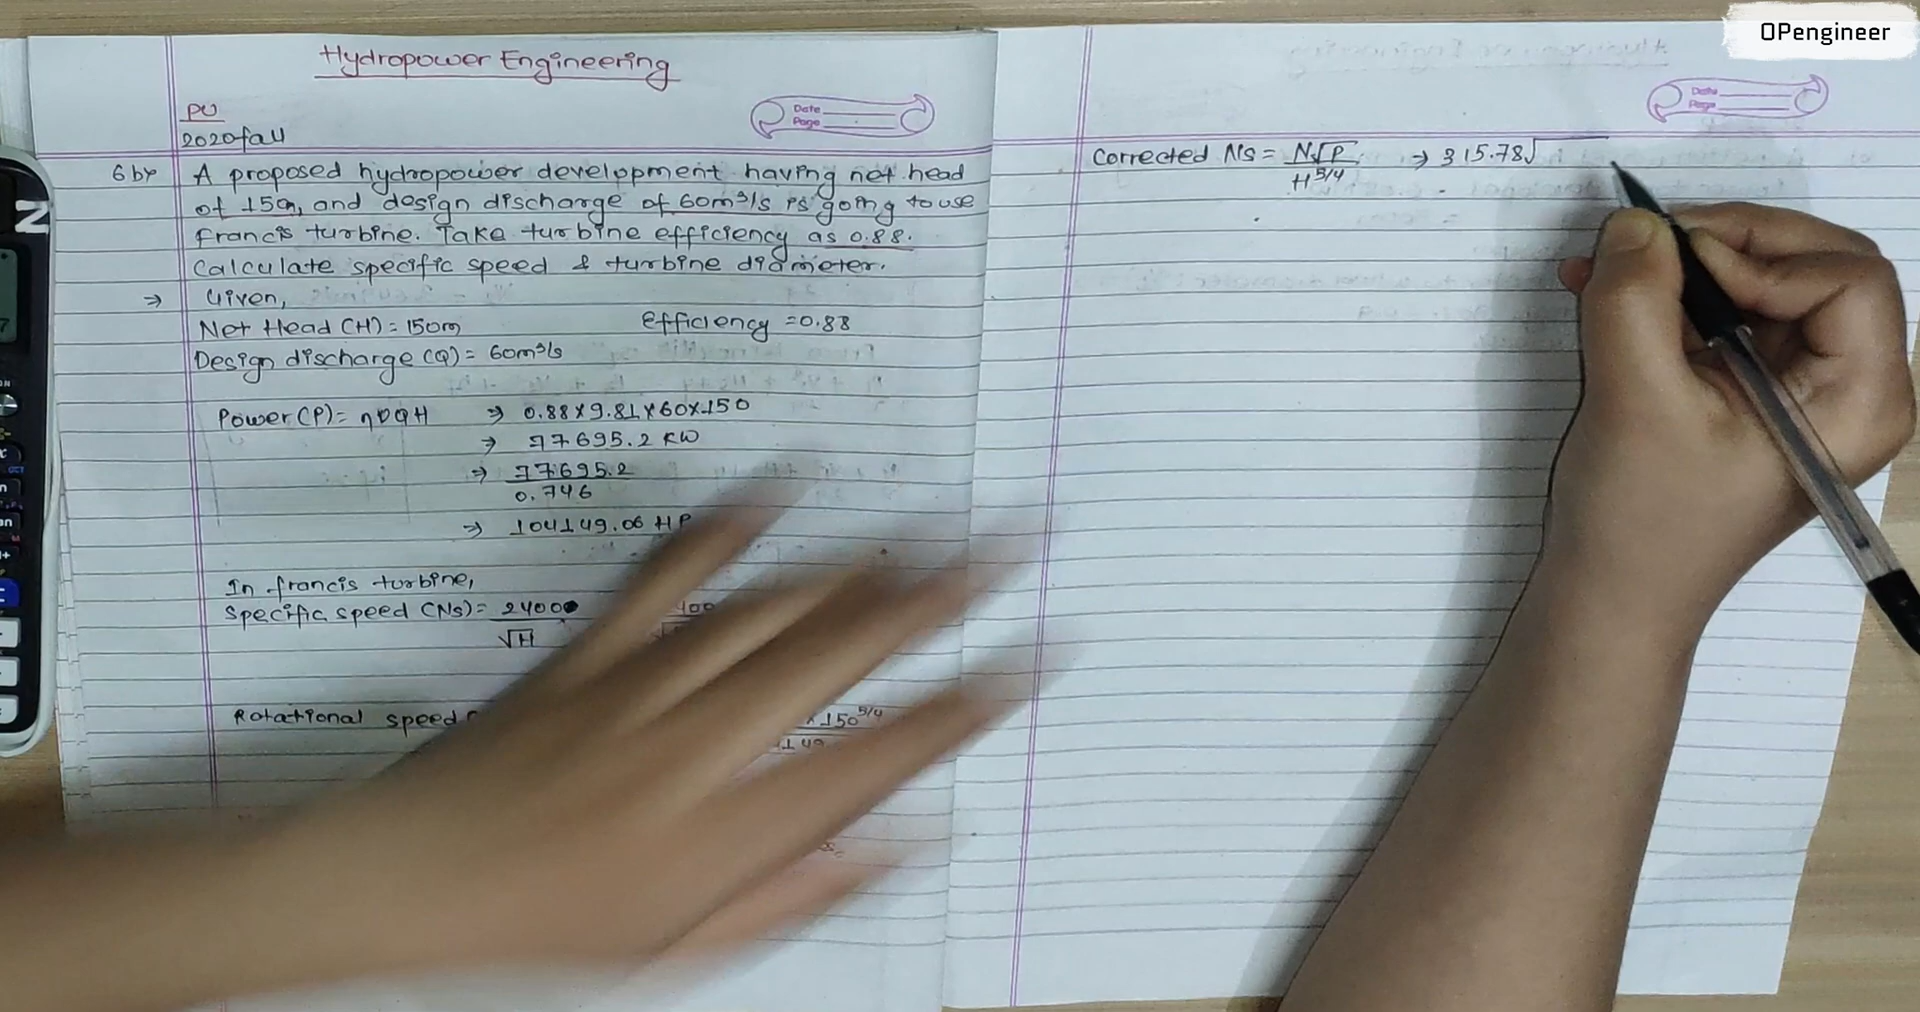 OPengineer
Hydropower Engineering
PU
2020 fall
Date
Page
6 b>
A proposed hydropower development having net head
of 150m, and design discharge of 60m³/s is going to use
Francis turbine. Take turbine efficiency as 0.88.
Calculate specific speed & turbine diameter.
⇒ Given,
Net Head (H) = 150m efficiency = 0.88
Design discharge (Q) = 60m³/s
Power (P) = ηϑQH ⇒ 0.88 × 9.81 × 60 × 150
⇒ 77695.2 KW
⇒ 77695.2
0.746
⇒ 104149.06 HP
In francis turbine,
Specific speed (Ns) = 2400
√H
Rotational speed
× 150^5/4
Date
Page
Corrected Ns = N√P ⇒ 315.78√
H^5/4